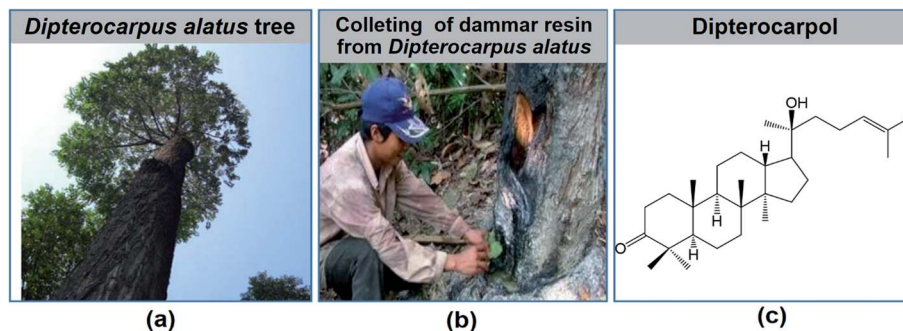 Dipterocarpus alatus tree
Colleting of dammar resin
from Dipterocarpus alatus
Dipterocarpol
OH
H
H
H
O
(a)
(b)
(c)